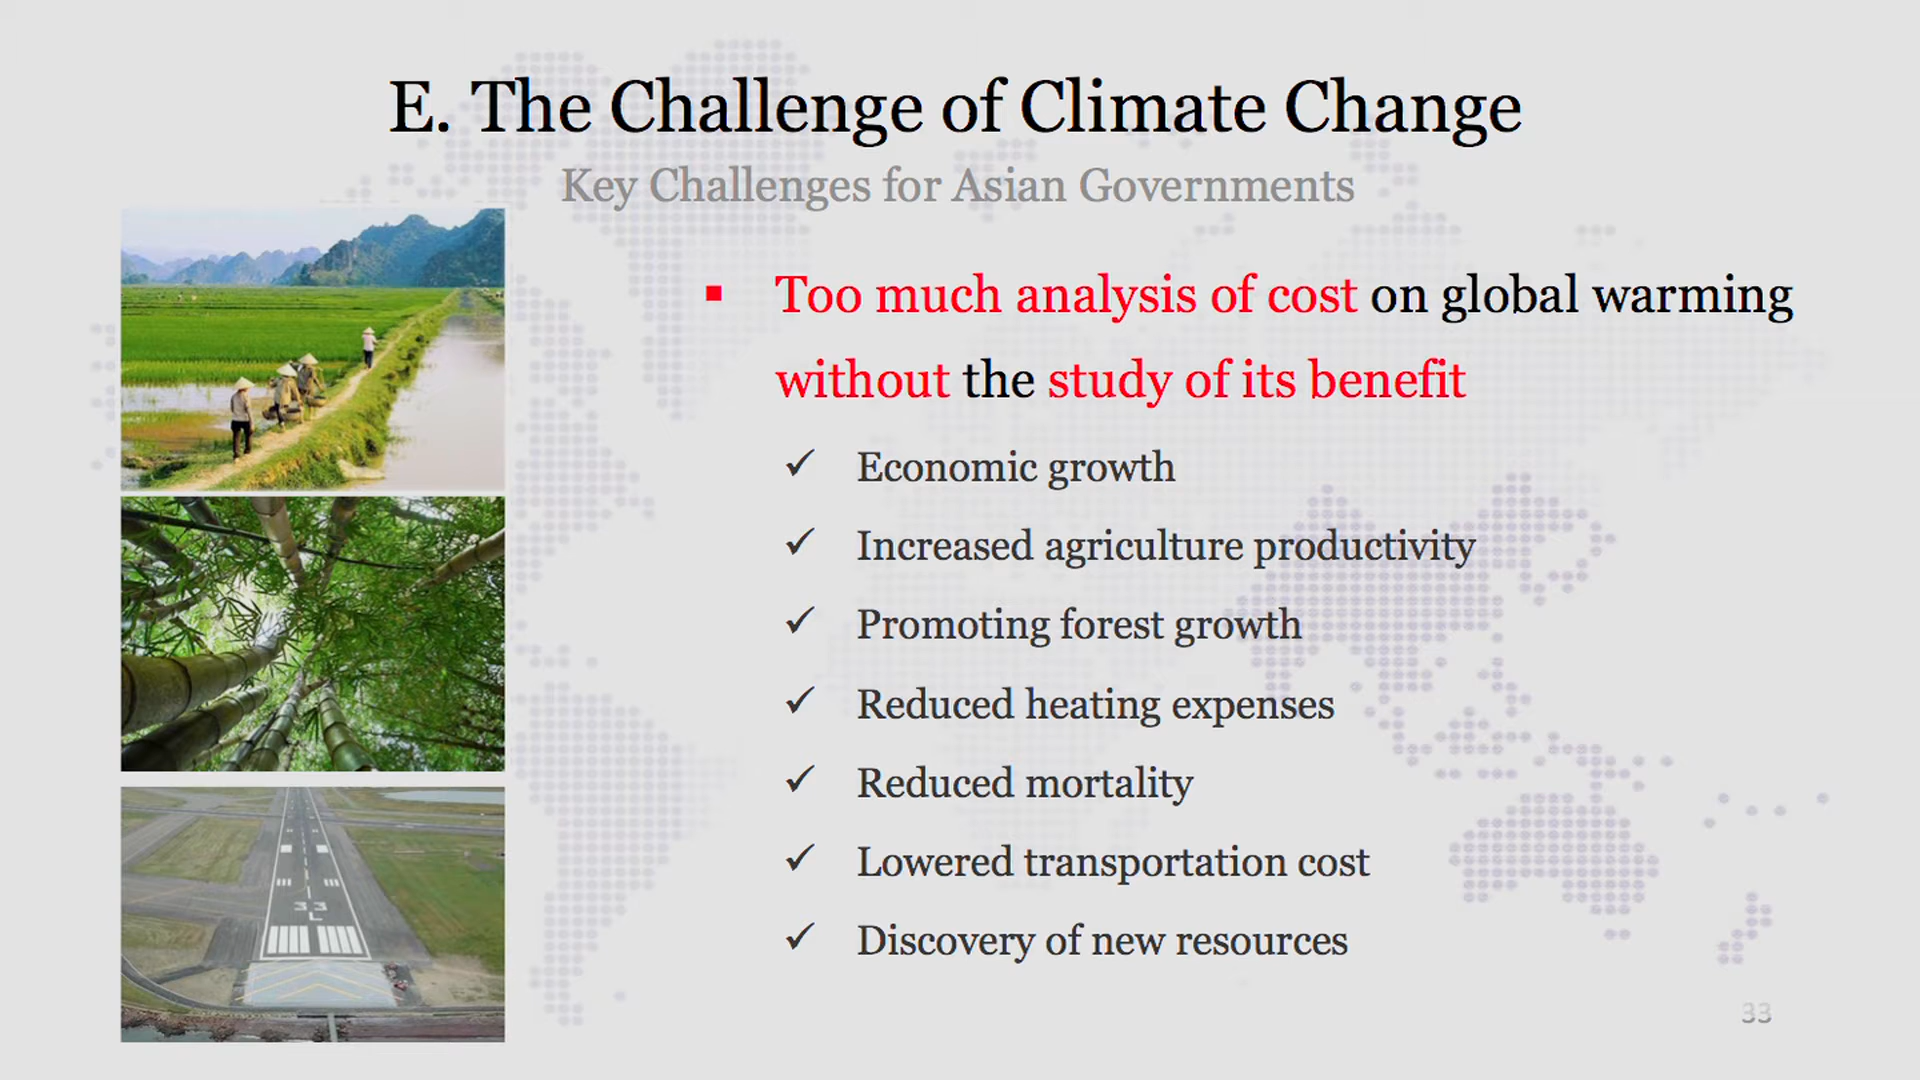 E. The Challenge of Climate Change
Key Challenges for Asian Governments
▪ Too much analysis of cost on global warming
without the study of its benefit
✓ Economic growth
✓ Increased agriculture productivity
✓ Promoting forest growth
✓ Reduced heating expenses
✓ Reduced mortality
✓ Lowered transportation cost
✓ Discovery of new resources
33
L
33